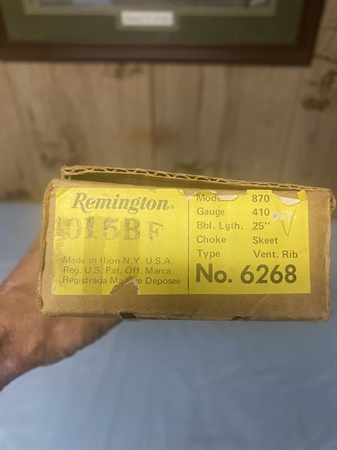 Remington®
015BF
Made in Ilion N.Y. U.S.A.
Reg. U.S. Pat. Off. Marca
Registrada Deposee
Model 870
Gauge 410
Bbl. Lgth. 25"
Choke Skeet
Type Vent. Rib
No. 6268